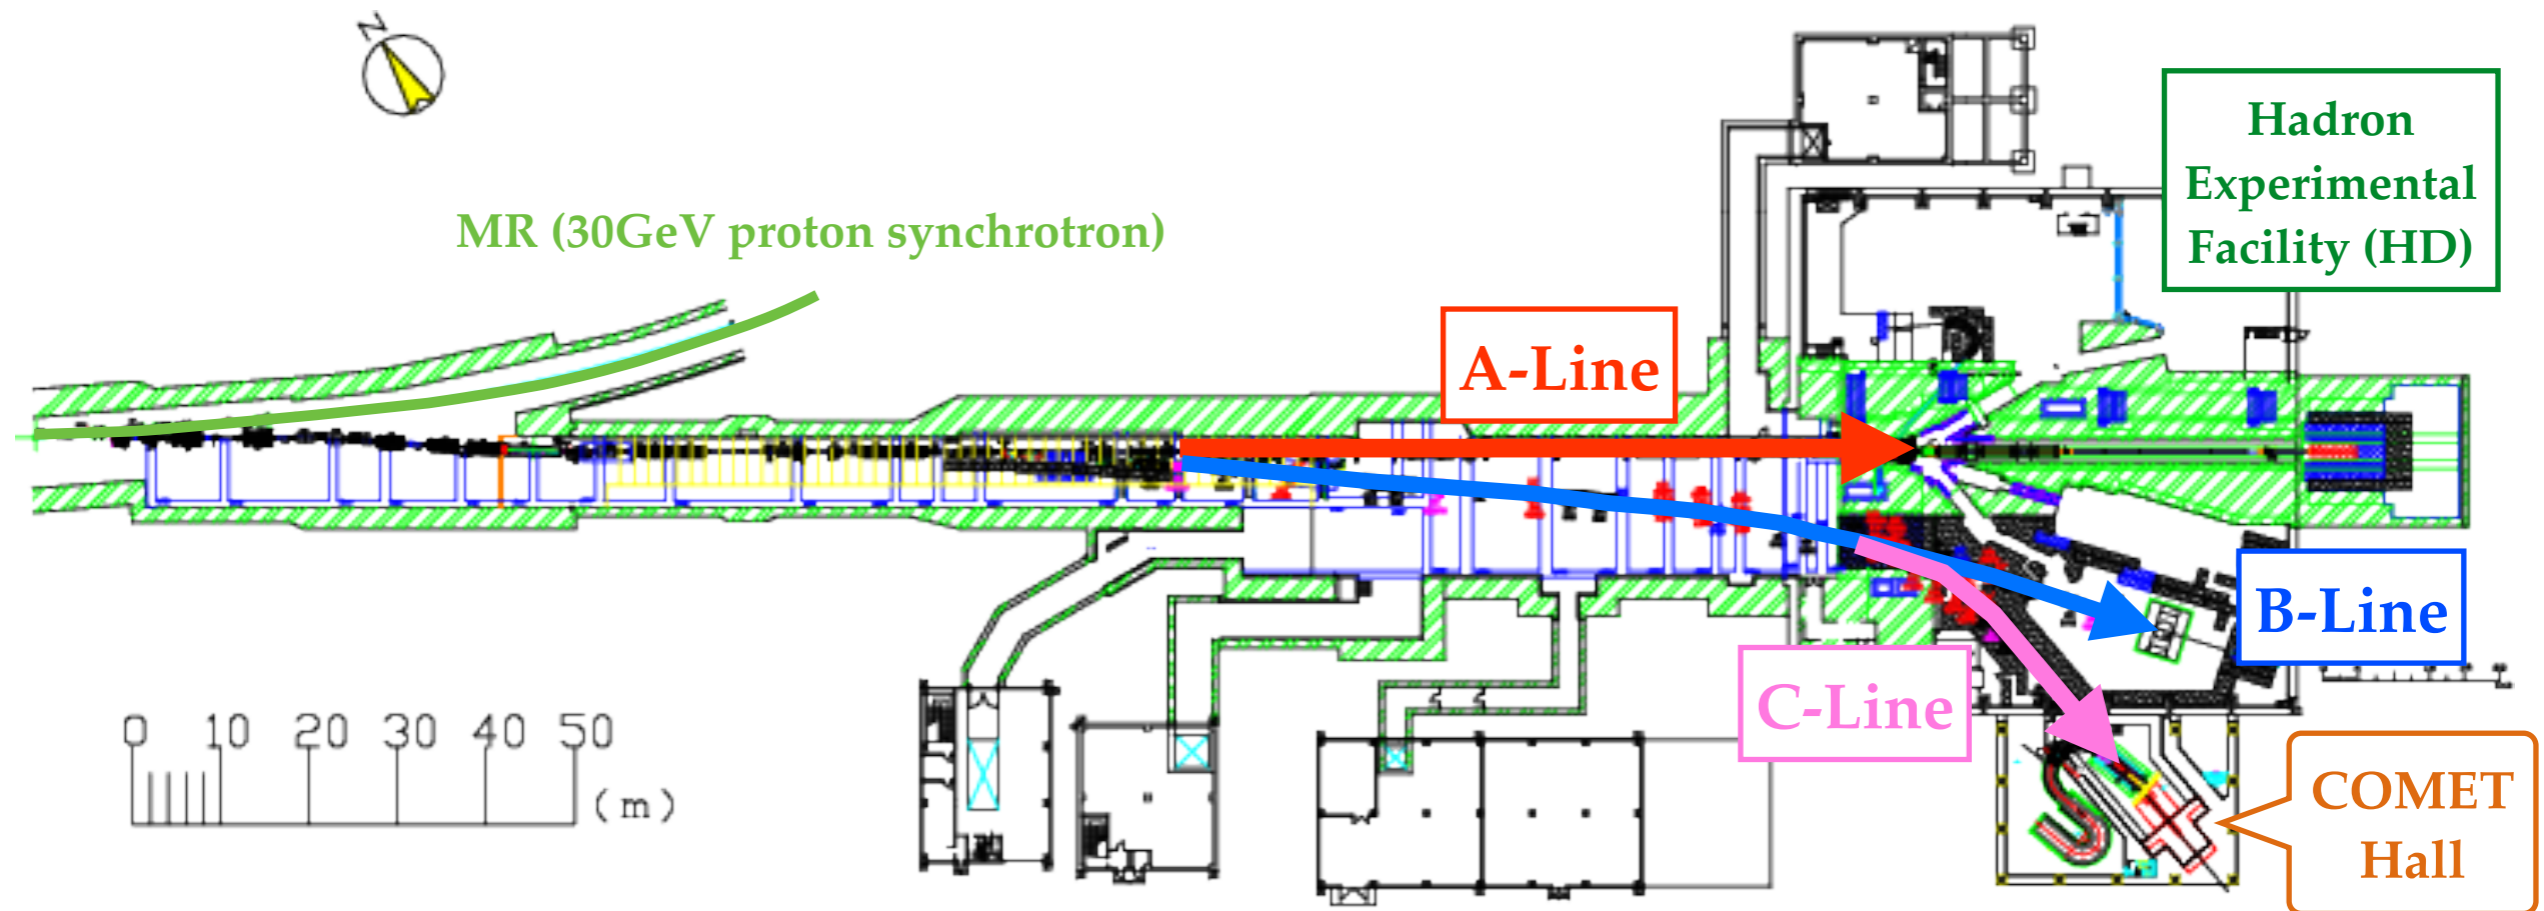 N
Hadron
Experimental
Facility (HD)
MR (30GeV proton synchrotron)
A-Line
B-Line
C-Line
0 10 20 30 40 50
(m)
COMET
Hall